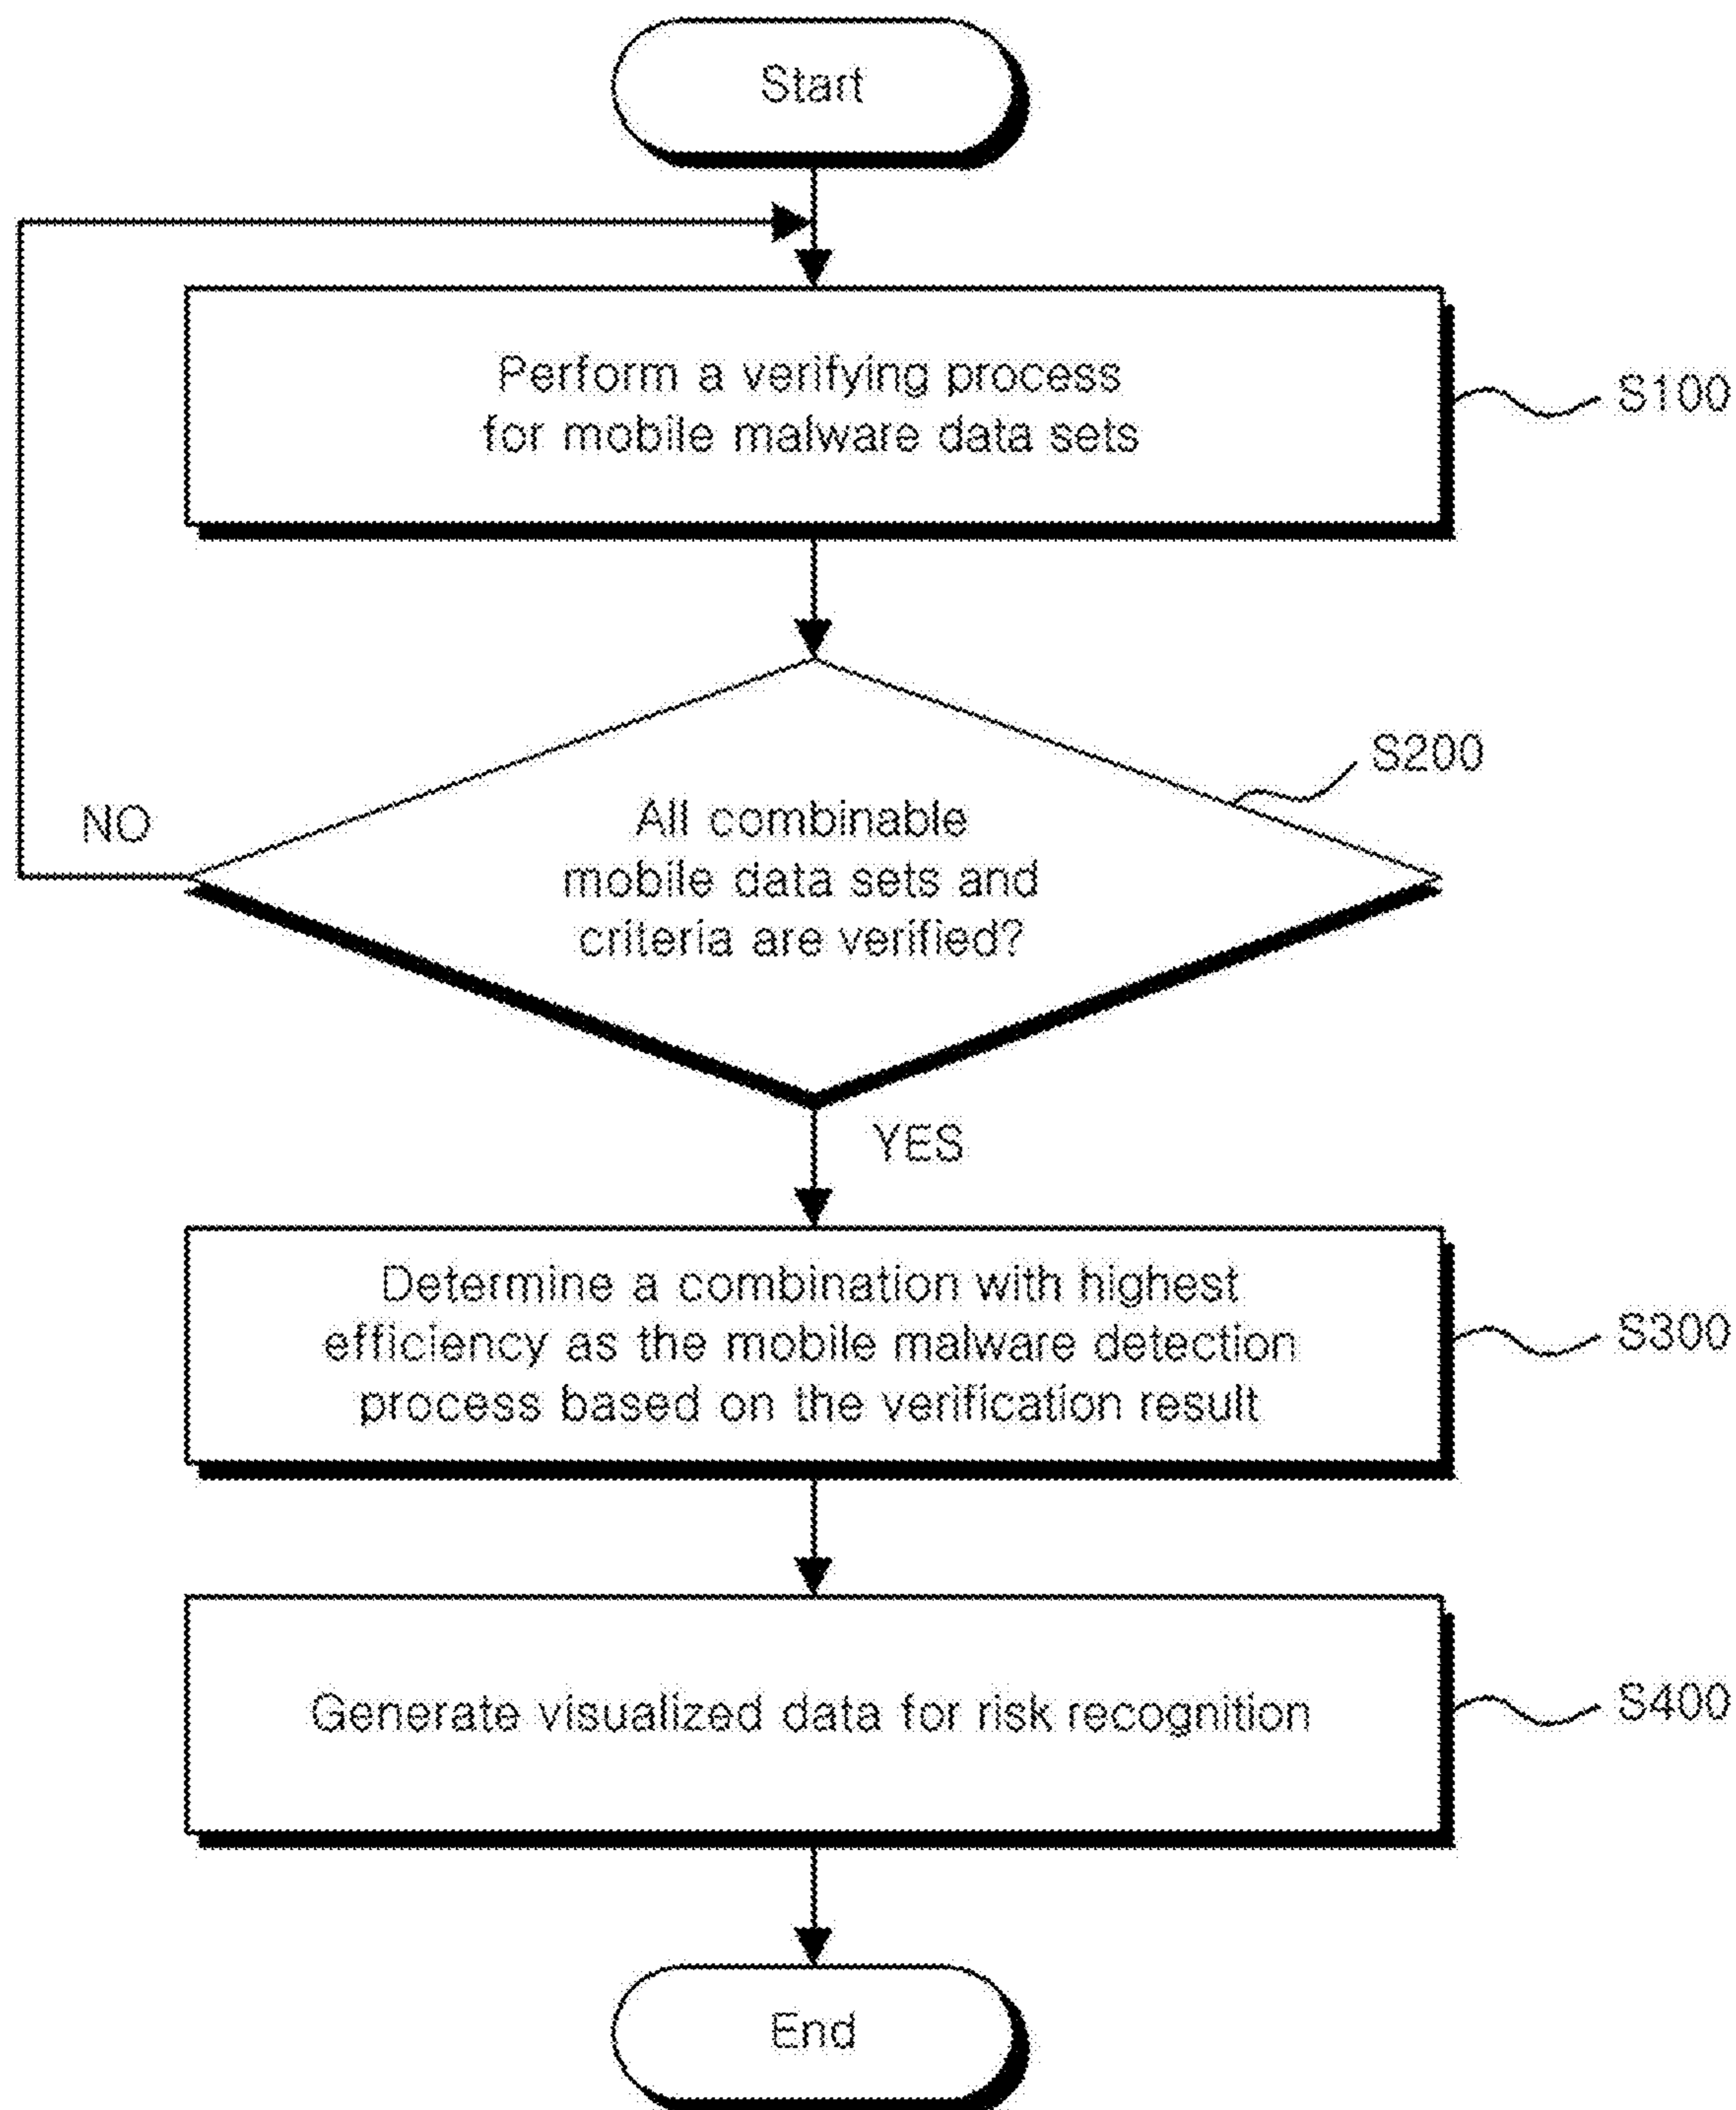 Start
Perform a verifying process
for mobile malware data sets
S100
S200
All combinable
mobile data sets and
criteria are verified?
NO
YES
Determine a combination with highest
efficiency as the mobile malware detection
process based on the verification result
S300
Generate visualized data for risk recognition
S400
End